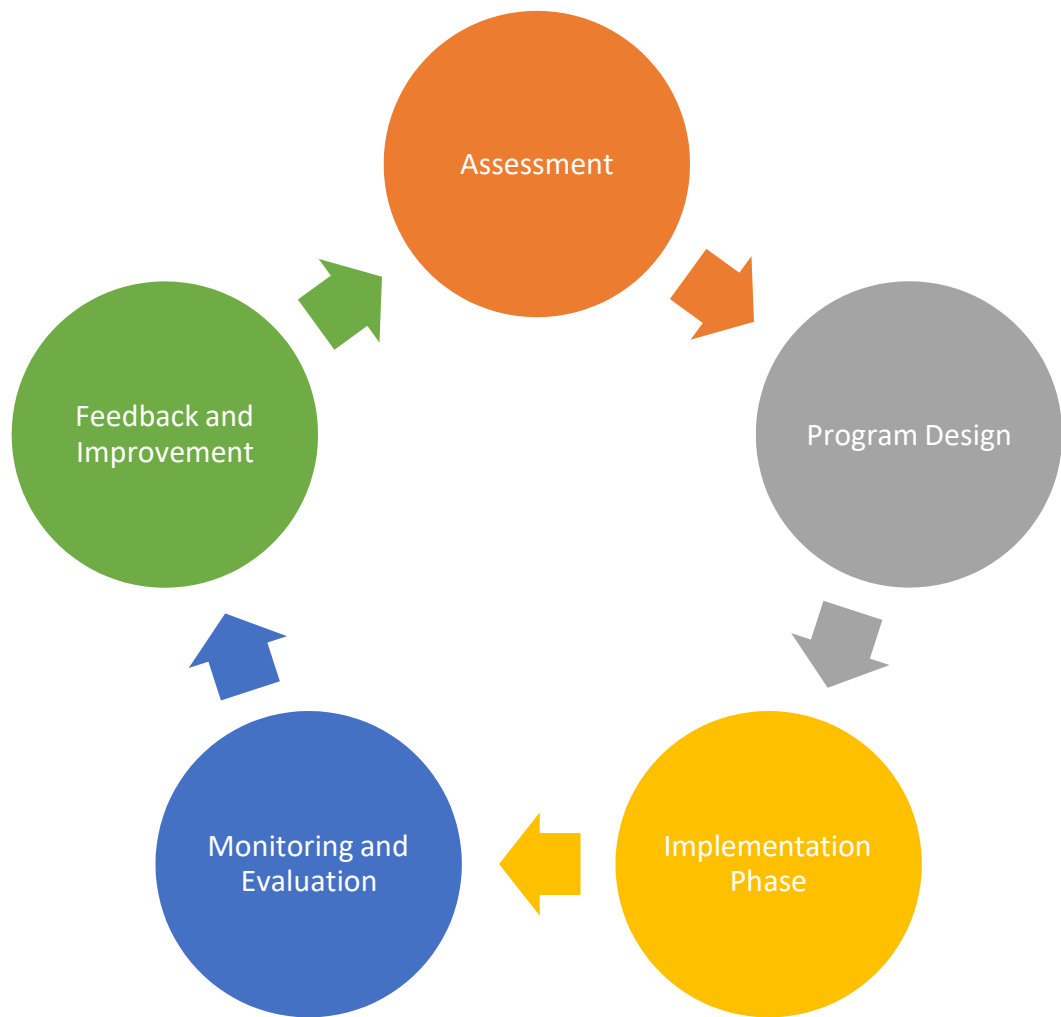 Assessment
Program Design
Implementation
Phase
Monitoring and
Evaluation
Feedback and
Improvement